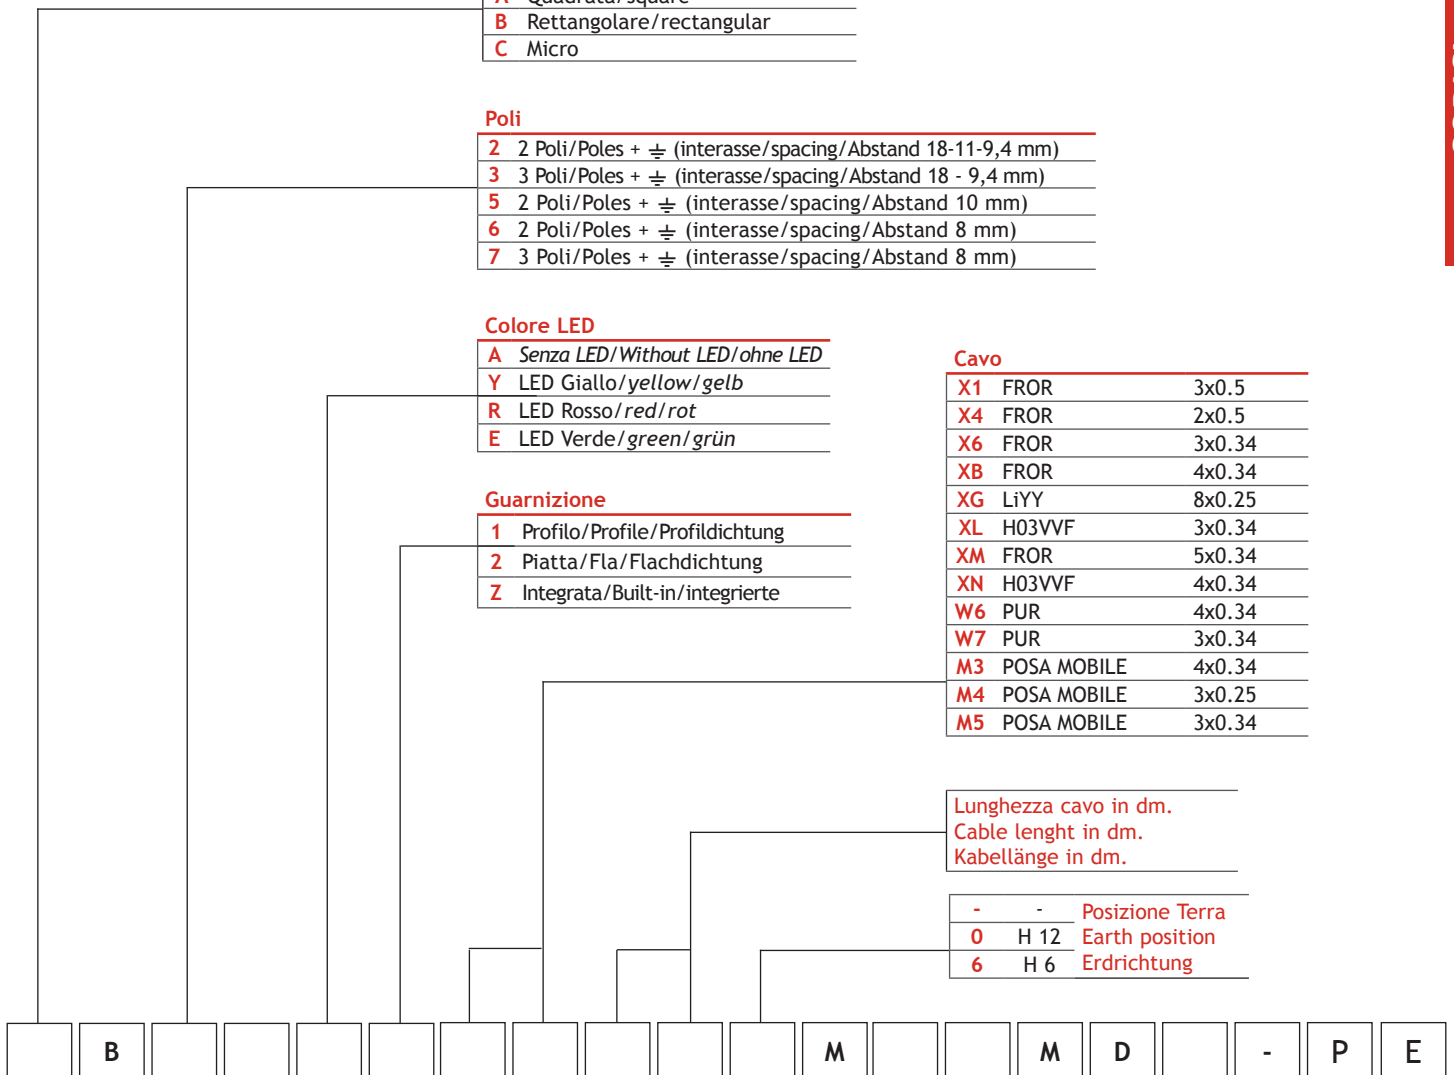 A Quadrata/square
B Rettangolare/rectangular
C Micro
Poli
2 2 Poli/Poles + ⏚ (interasse/spacing/Abstand 18-11-9,4 mm)
3 3 Poli/Poles + ⏚ (interasse/spacing/Abstand 18 - 9,4 mm)
5 2 Poli/Poles + ⏚ (interasse/spacing/Abstand 10 mm)
6 2 Poli/Poles + ⏚ (interasse/spacing/Abstand 8 mm)
7 3 Poli/Poles + ⏚ (interasse/spacing/Abstand 8 mm)
Colore LED
A Senza LED/Without LED/ohne LED
Y LED Giallo/yellow/gelb
R LED Rosso/red/rot
E LED Verde/green/grün
Guarnizione
1 Profilo/Profile/Profildichtung
2 Piatta/Fla/Flachdichtung
Z Integrata/Built-in/integrierte
Cavo
X1 FROR 3x0.5
X4 FROR 2x0.5
X6 FROR 3x0.34
XB FROR 4x0.34
XG LiYY 8x0.25
XL H03VVF 3x0.34
XM FROR 5x0.34
XN H03VVF 4x0.34
W6 PUR 4x0.34
W7 PUR 3x0.34
M3 POSA MOBILE 4x0.34
M4 POSA MOBILE 3x0.25
M5 POSA MOBILE 3x0.34
Lunghezza cavo in dm.
Cable lenght in dm.
Kabellänge in dm.
- - Posizione Terra
0 H 12 Earth position
6 H 6 Erdrichtung
B M M D - P E